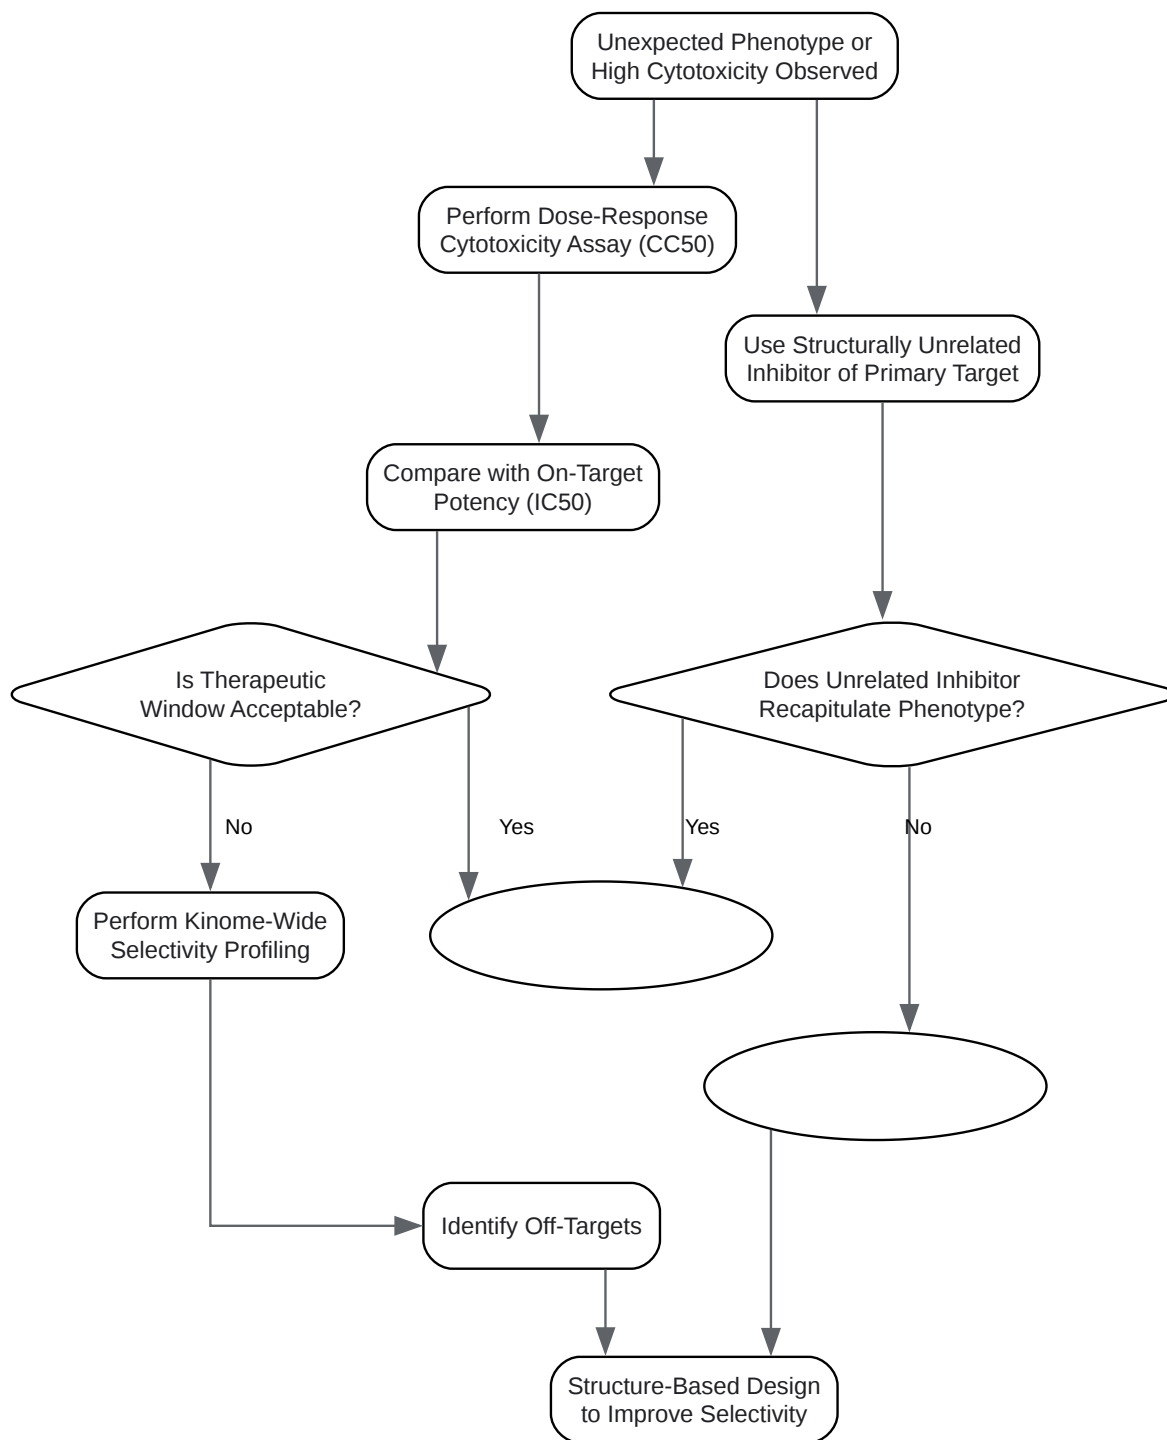 Unexpected Phenotype or
High Cytotoxicity Observed
Perform Dose-Response
Cytotoxicity Assay (CC50)
Use Structurally Unrelated
Inhibitor of Primary Target
Compare with On-Target
Potency (IC50)
Is Therapeutic
Window Acceptable?
Does Unrelated Inhibitor
Recapitulate Phenotype?
No
Yes
Yes
No
Perform Kinome-Wide
Selectivity Profiling
Identify Off-Targets
Structure-Based Design
to Improve Selectivity